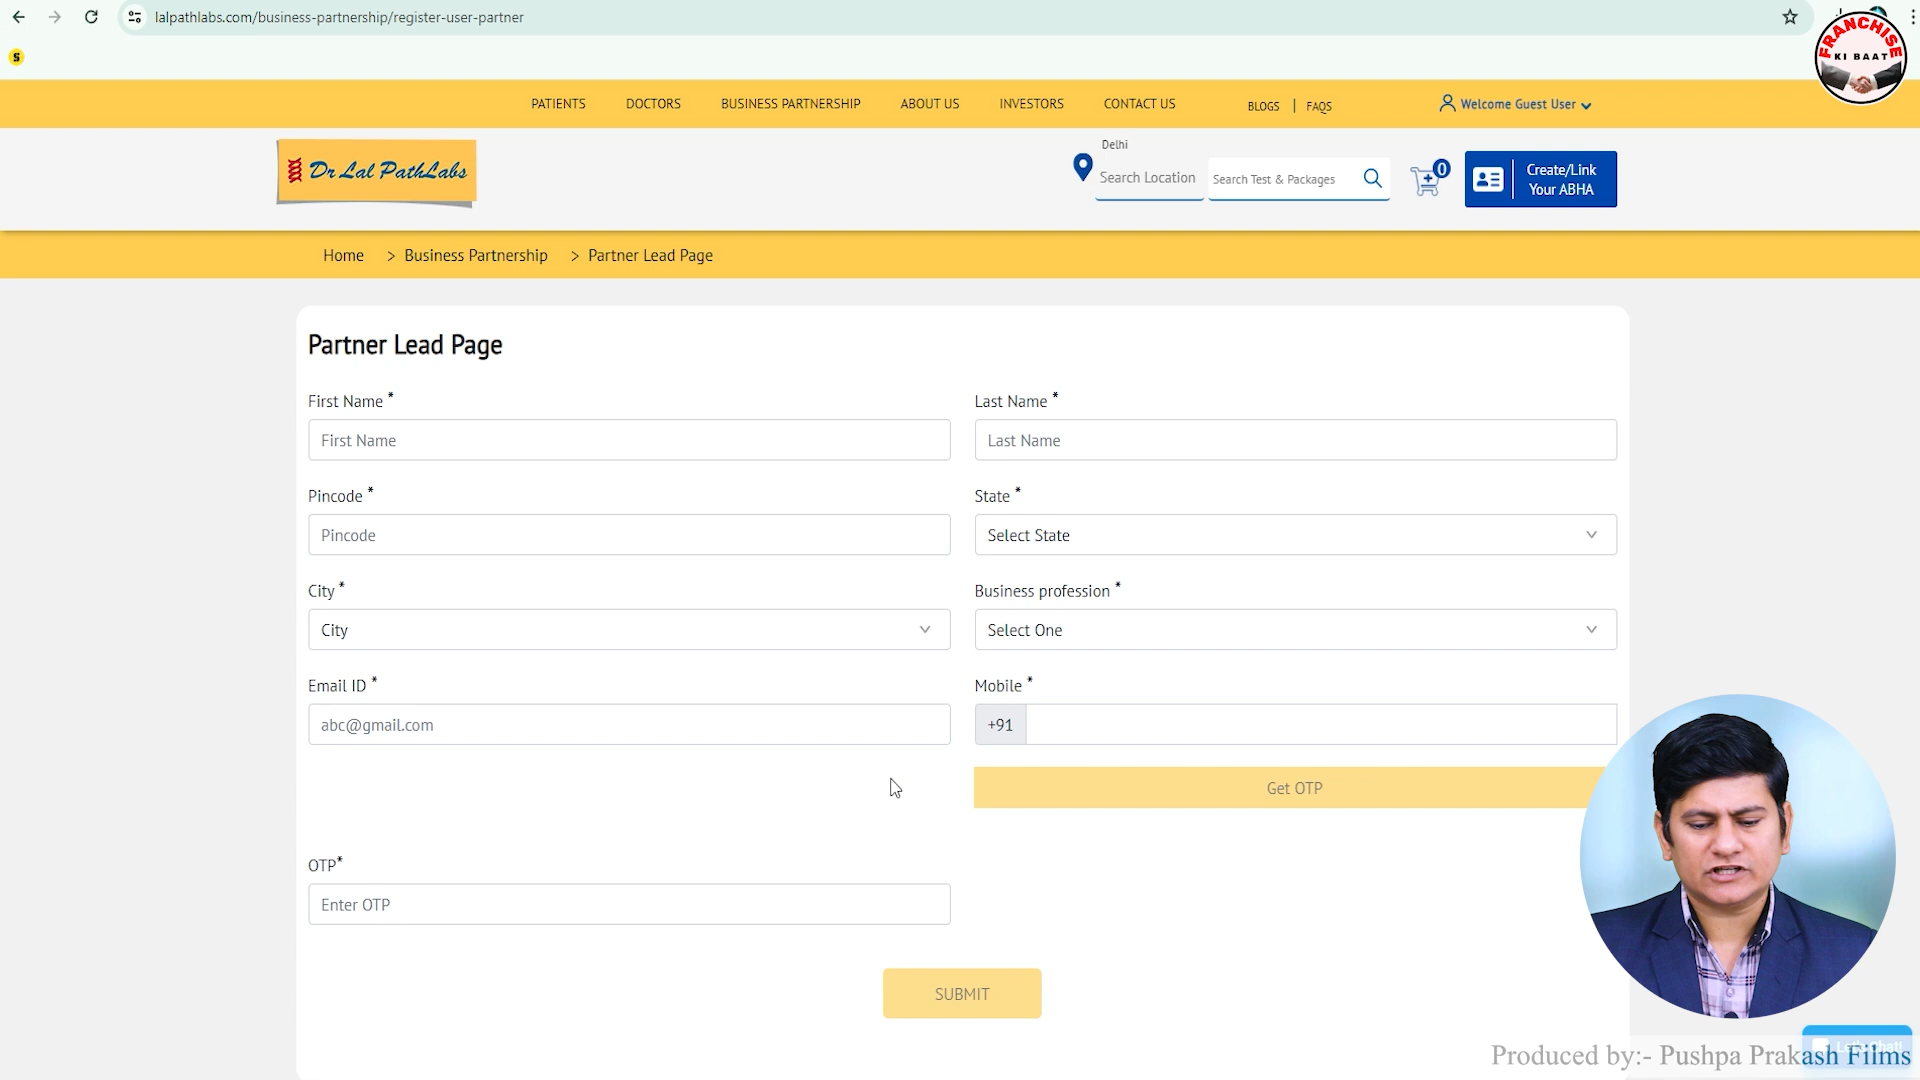 lalpathlabs.com/business-partnership/register-user-partner
S
FRANCHISE
KI BAAT
PATIENTS DOCTORS BUSINESS PARTNERSHIP ABOUT US INVESTORS CONTACT US BLOGS | FAQS Welcome Guest User
Dr Lal PathLabs
Delhi
Search Location
Search Test & Packages
0
Create/Link
Your ABHA
Home > Business Partnership > Partner Lead Page
Partner Lead Page
First Name * Last Name *
First Name Last Name
Pincode * State *
Pincode Select State
City * Business profession *
City Select One
Email ID * Mobile *
abc@gmail.com +91
Get OTP
OTP*
Enter OTP
SUBMIT
Let's Chat!
Produced by:- Pushpa Prakash Films